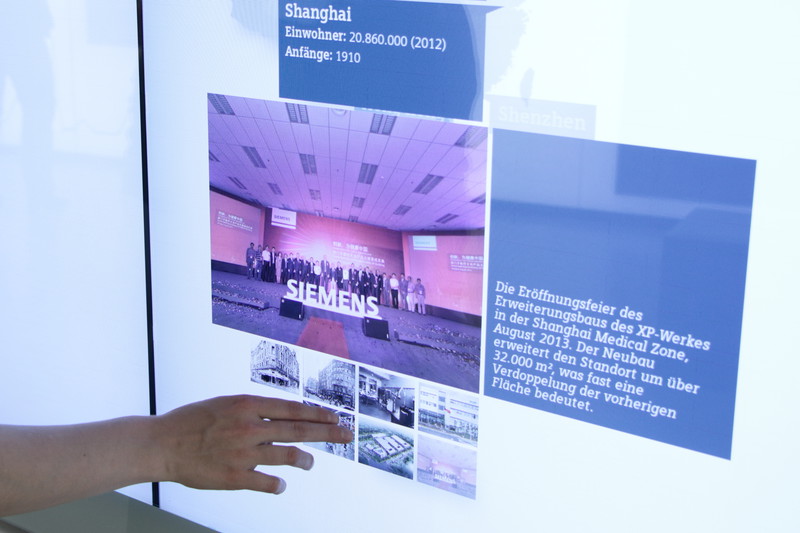 Shanghai
Einwohner: 20.860.000 (2012)
Anfänge: 1910
Shenzhen
SIEMENS
Die Eröffnungsfeier des
Erweiterungsbaus des XP-Werkes
in der Shanghai Medical Zone,
August 2013. Der Neubau
erweitert den Standort um über
32.000 m², was fast eine
Verdoppelung der vorherigen
Fläche bedeutet.